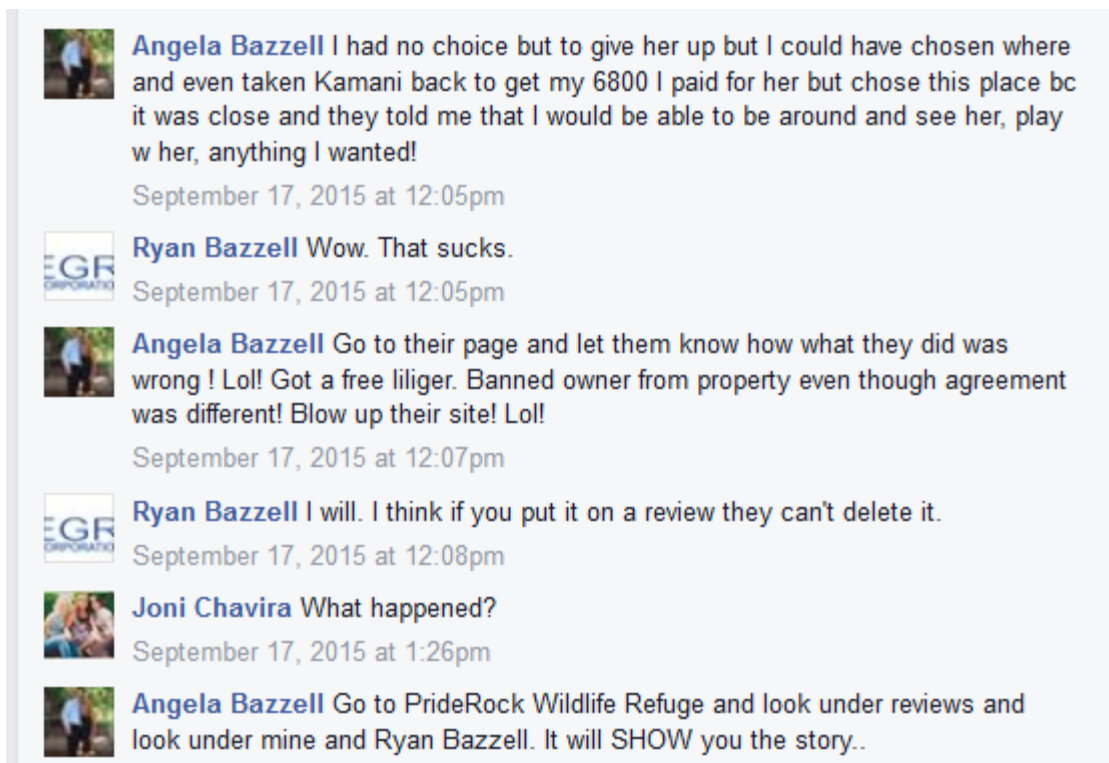 Angela Bazzell I had no choice but to give her up but I could have chosen where
and even taken Kamani back to get my 6800 I paid for her but chose this place bc
it was close and they told me that I would be able to be around and see her, play
w her, anything I wanted!
September 17, 2015 at 12:05pm
EGR
Ryan Bazzell Wow. That sucks.
September 17, 2015 at 12:05pm
Angela Bazzell Go to their page and let them know how what they did was
wrong ! Lol! Got a free liliger. Banned owner from property even though agreement
was different! Blow up their site! Lol!
September 17, 2015 at 12:07pm
EGR
Ryan Bazzell I will. I think if you put it on a review they can't delete it.
September 17, 2015 at 12:08pm
Joni Chavira What happened?
September 17, 2015 at 1:26pm
Angela Bazzell Go to PrideRock Wildlife Refuge and look under reviews and
look under mine and Ryan Bazzell. It will SHOW you the story..